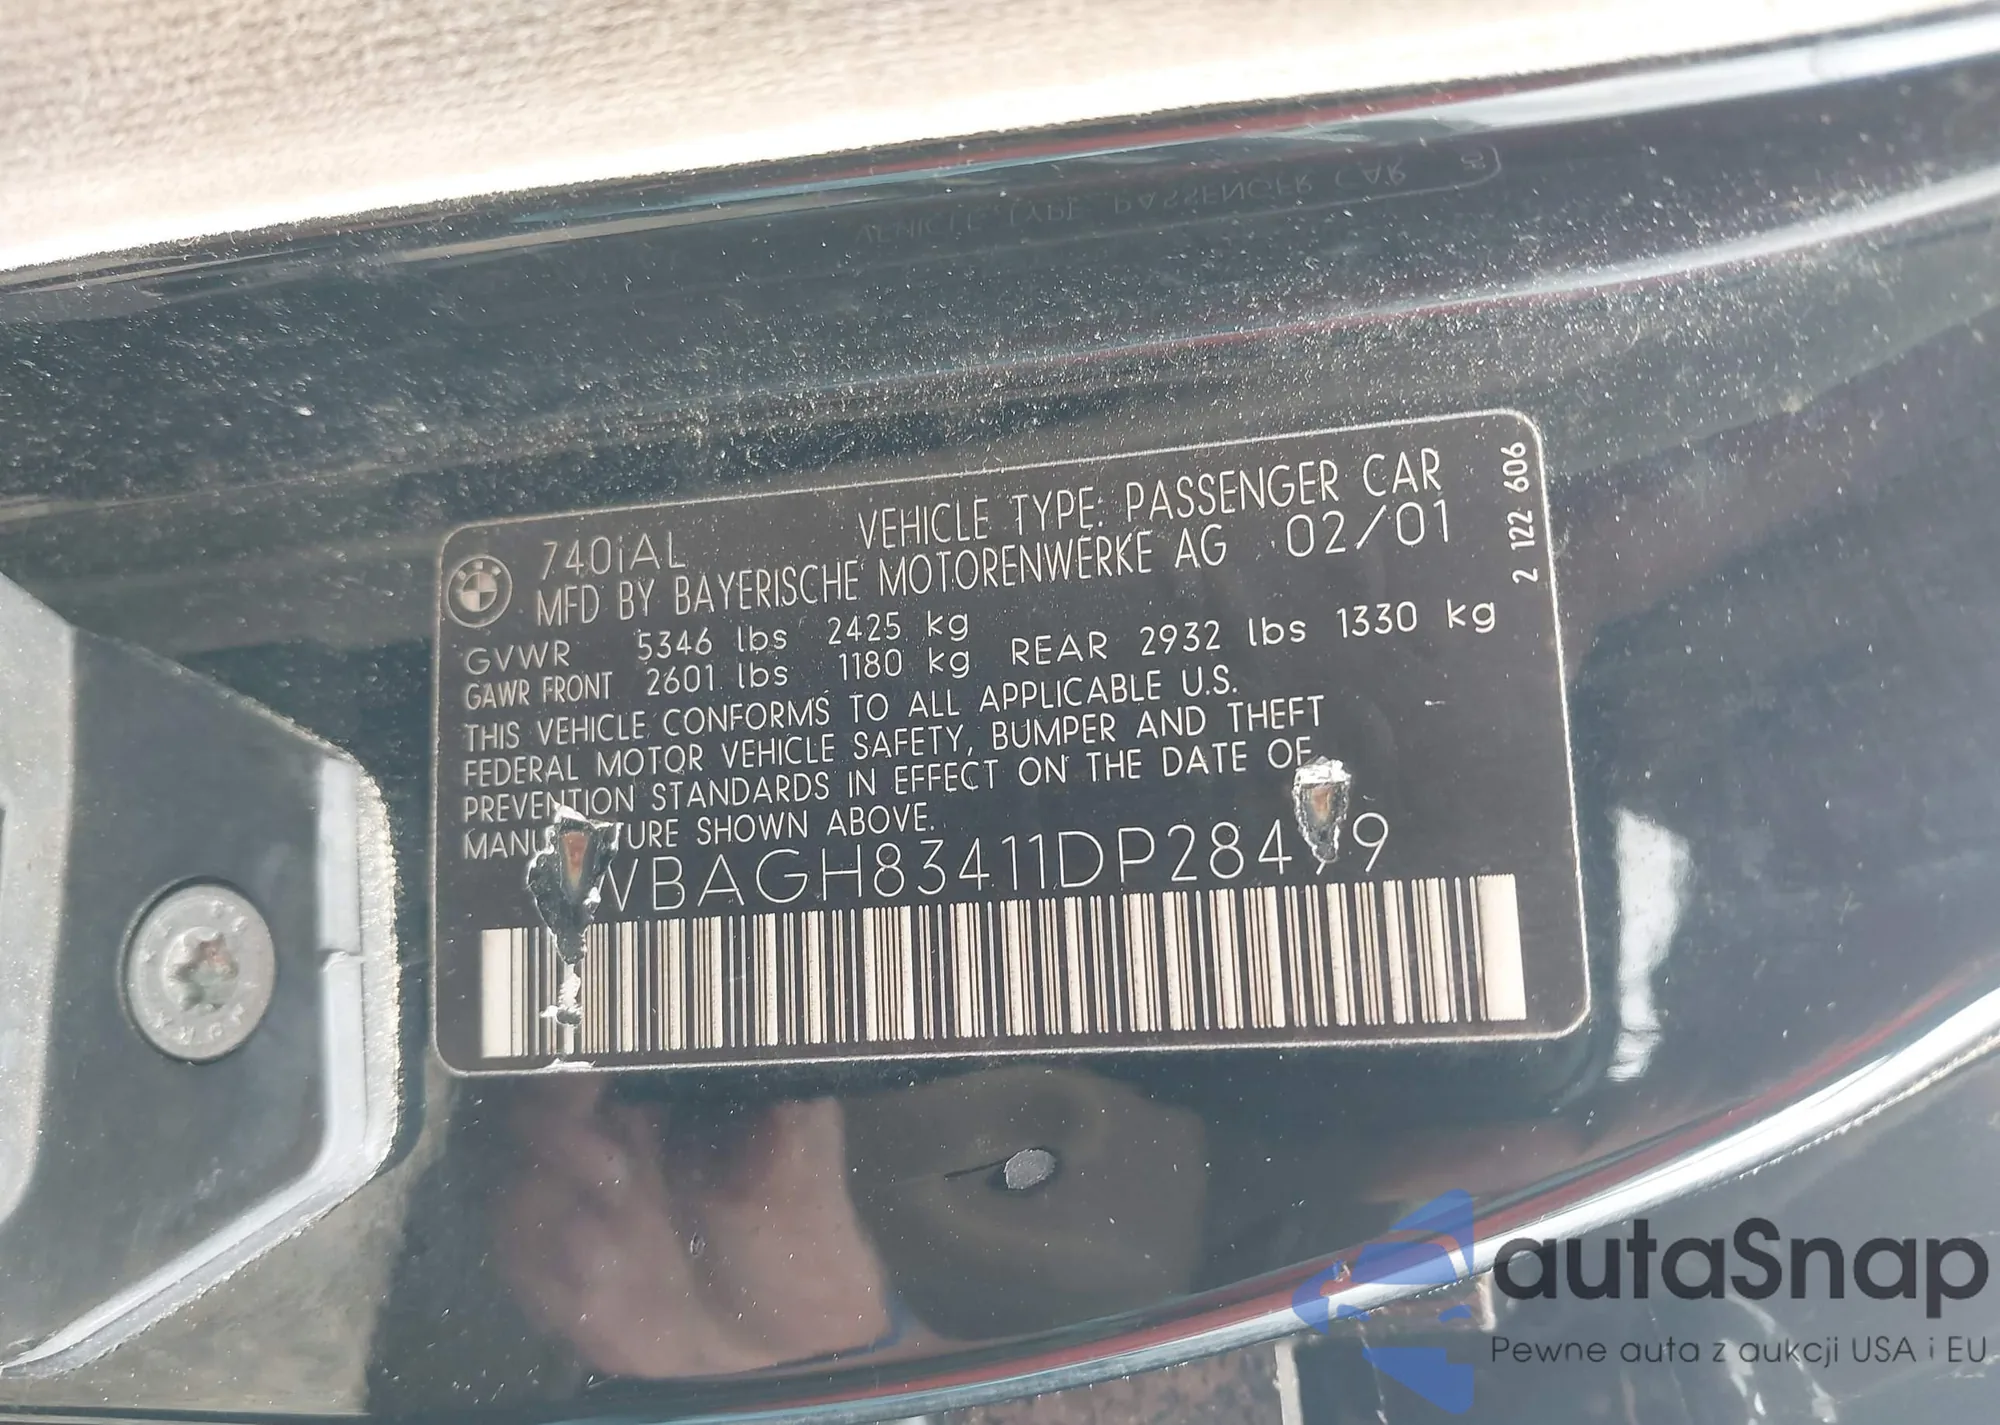 740iAL
VEHICLE TYPE: PASSENGER CAR
MFD BY BAYERISCHE MOTORENWERKE AG 02/01
GVWR 5346 lbs 2425 kg
GAWR FRONT 2601 lbs 1180 kg REAR 2932 lbs 1330 kg
THIS VEHICLE CONFORMS TO ALL APPLICABLE U.S.
FEDERAL MOTOR VEHICLE SAFETY, BUMPER AND THEFT
PREVENTION STANDARDS IN EFFECT ON THE DATE OF
MANUFACTURE SHOWN ABOVE.
WBAGH83411DP28499
2 122 606
autaSnap
Pewne auta z aukcji USA i EU